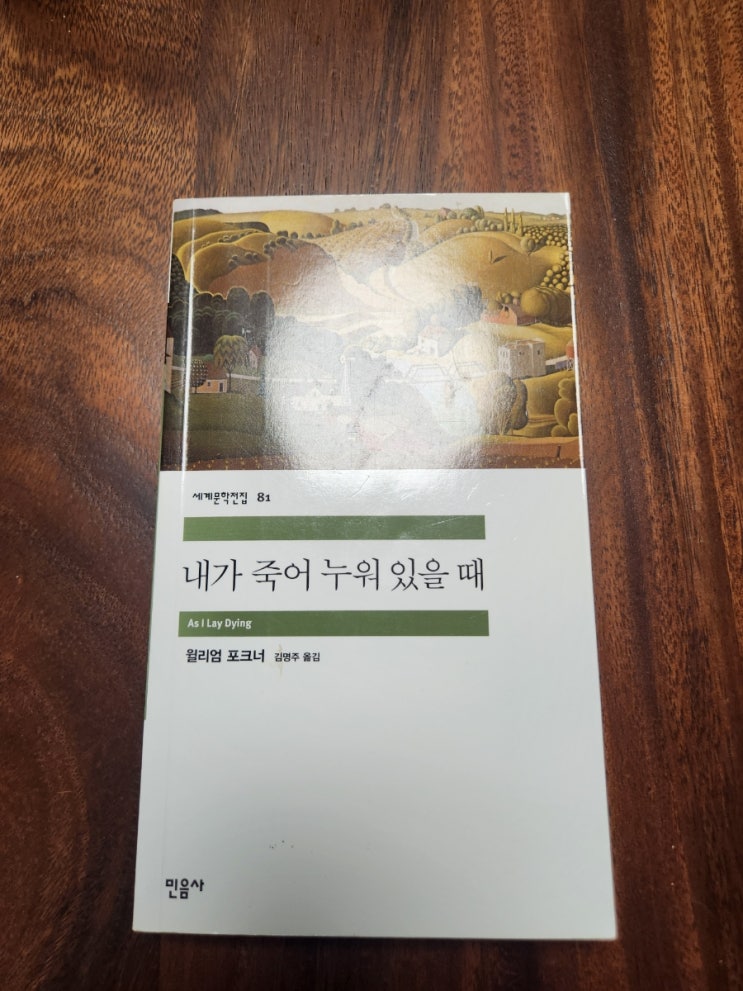 세계문학전집 81
내가 죽어 누워 있을 때
As I Lay Dying
윌리엄 포크너 김명주 옮김
민음사